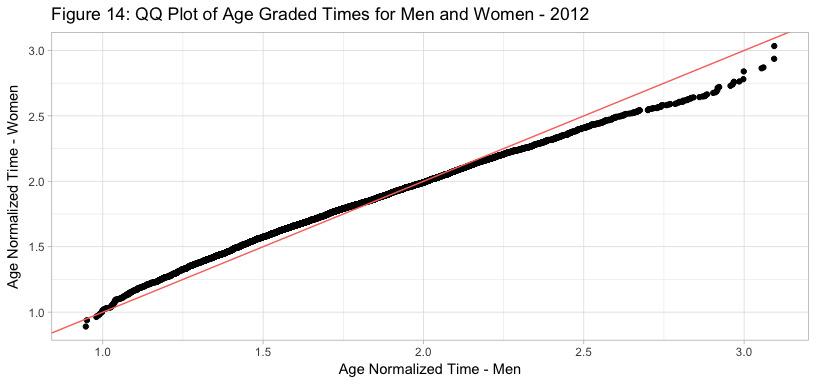 Figure 14: QQ Plot of Age Graded Times for Men and Women - 2012
Age Normalized Time - Women
3.0
2.5
2.0
1.5
1.0
1.0 1.5 2.0 2.5 3.0
Age Normalized Time - Men